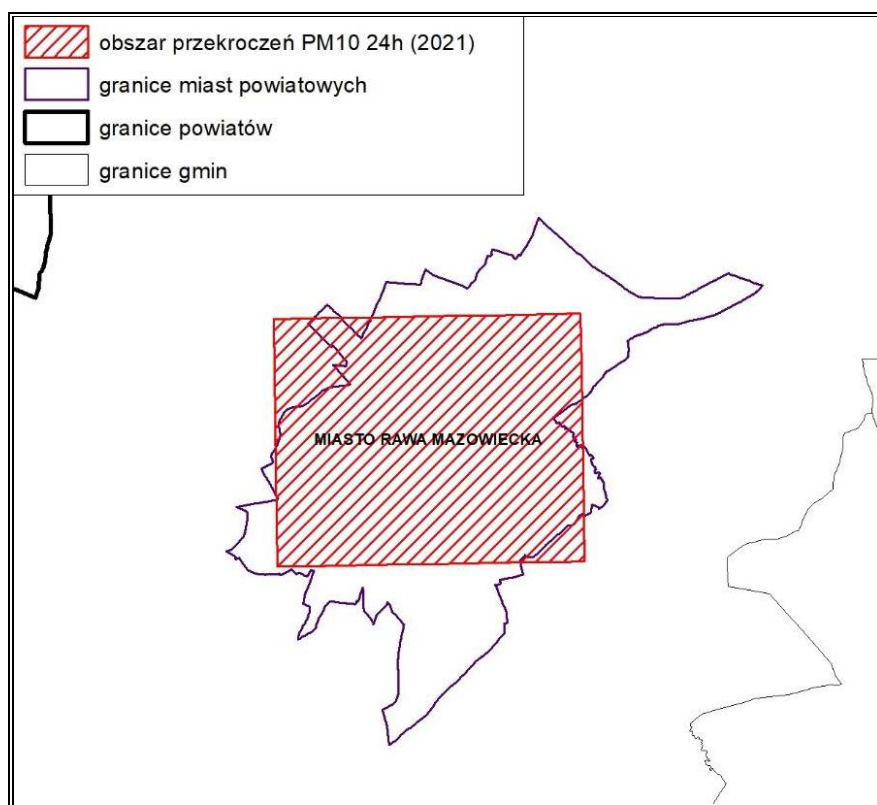 obszar przekroczeń PM10 24h (2021)
granice miast powiatowych
granice powiatów
granice gmin
MIASTO RAWA MAZOWIECKA